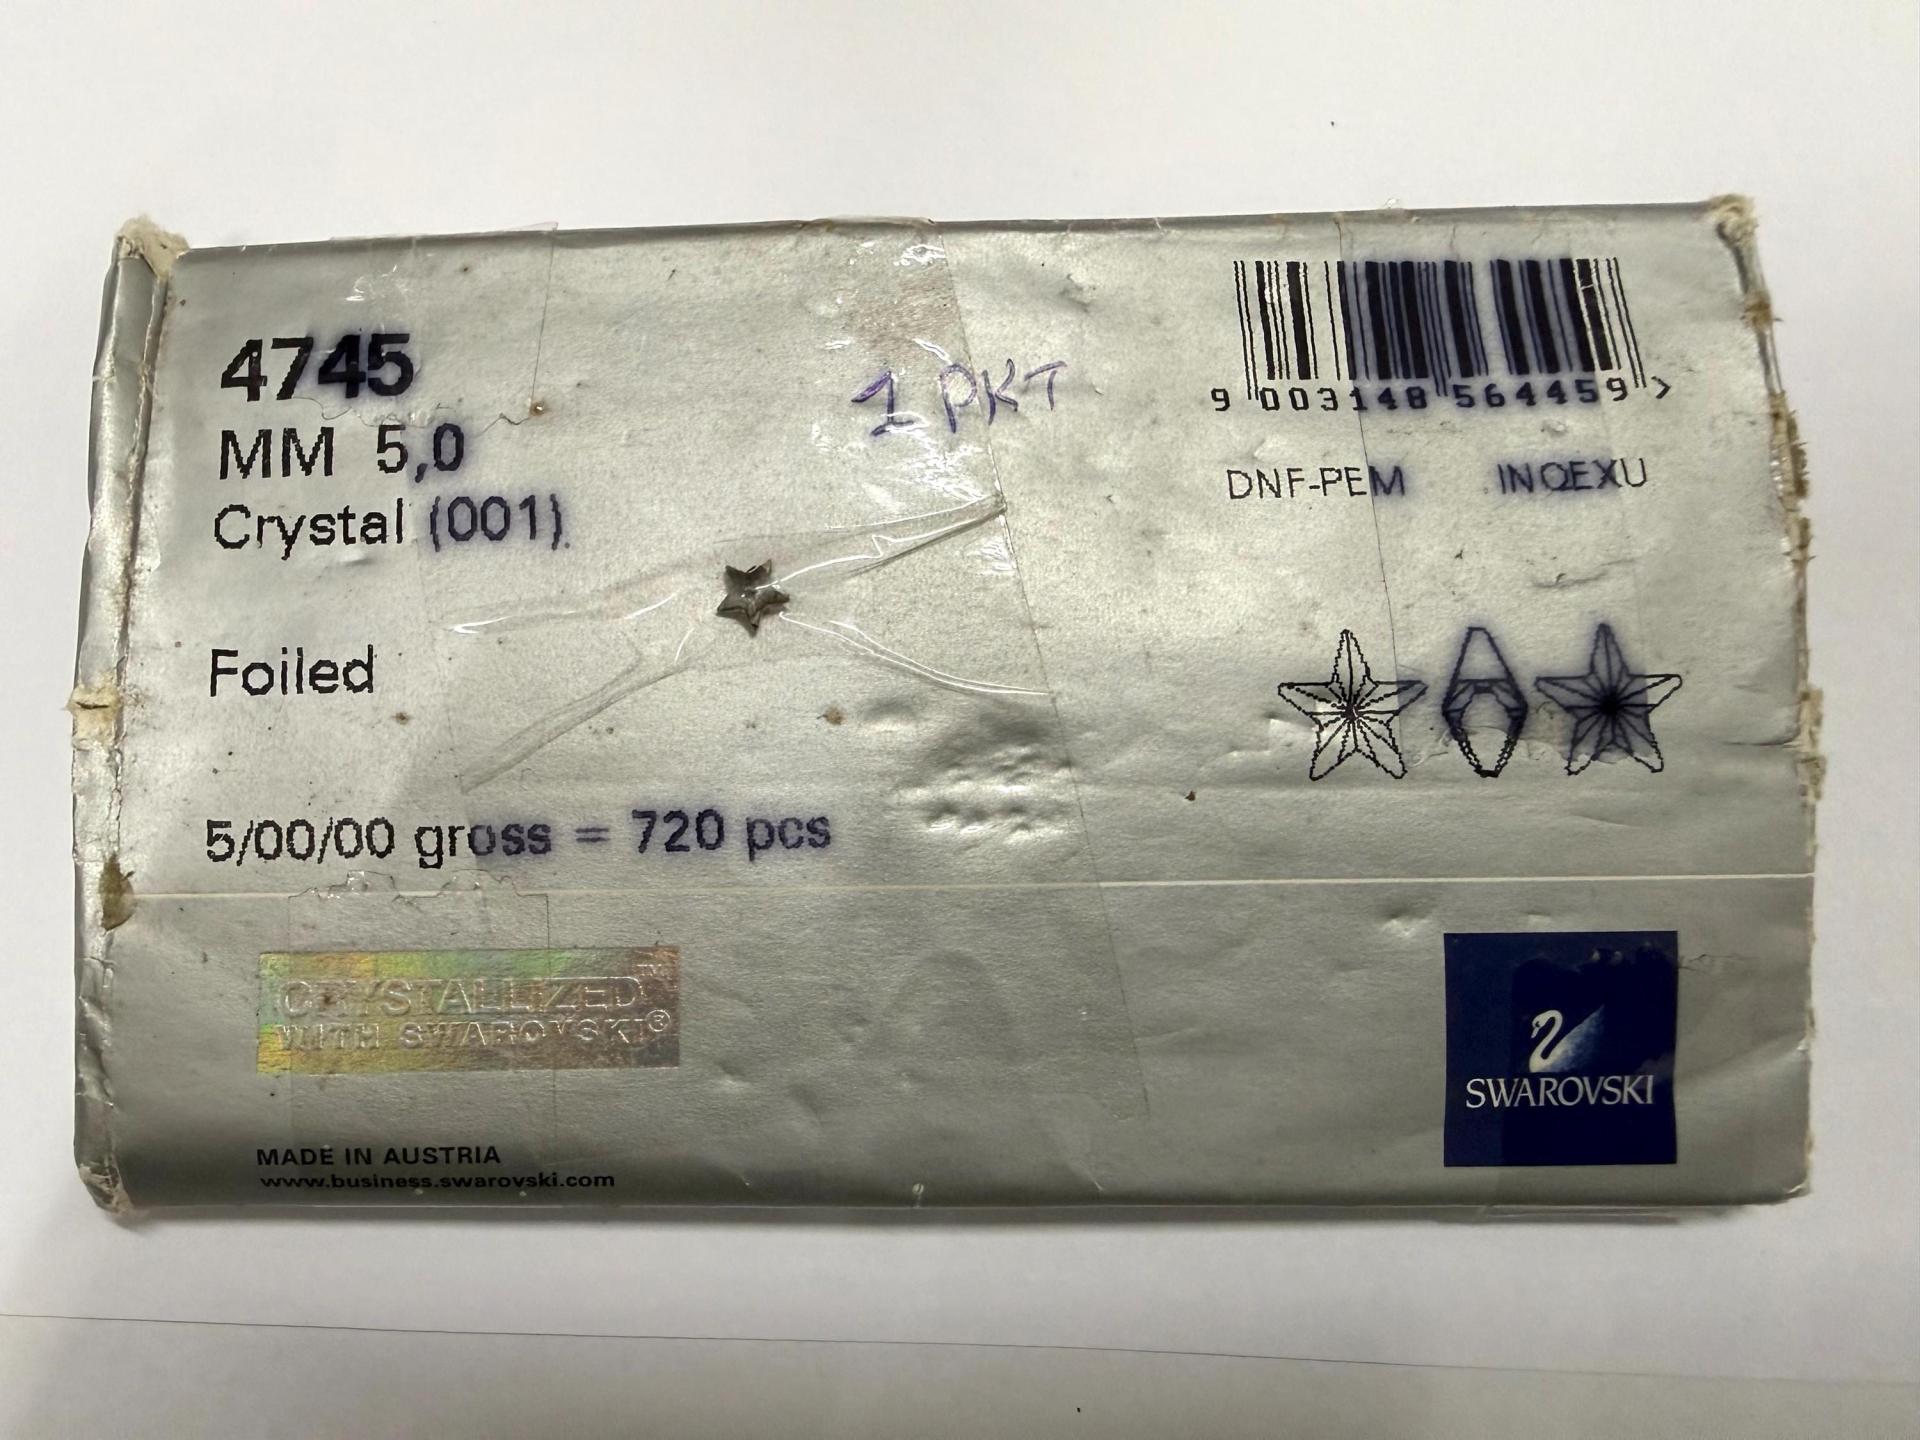 4745
MM 5,0
Crystal (001)
Foiled
5/00/00 gross = 720 pcs
1 PKT
9 003148 564459 >
DNF-PEM INQEXU
CRYSTALLIZED™
WITH SWAROVSKI®
MADE IN AUSTRIA
www.business.swarovski.com
SWAROVSKI